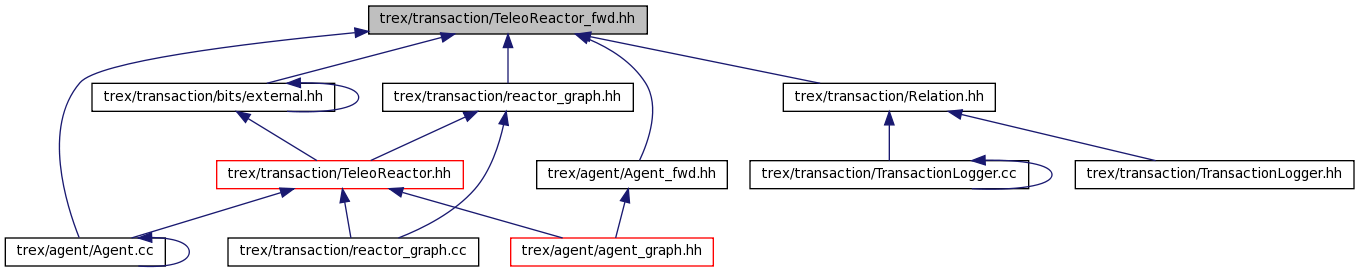 trex/transaction/TeleoReactor_fwd.hh
trex/transaction/bits/external.hh
trex/transaction/reactor_graph.hh
trex/transaction/Relation.hh
trex/transaction/TeleoReactor.hh
trex/agent/Agent_fwd.hh
trex/transaction/TransactionLogger.cc
trex/transaction/TransactionLogger.hh
trex/agent/Agent.cc
trex/transaction/reactor_graph.cc
trex/agent/agent_graph.hh